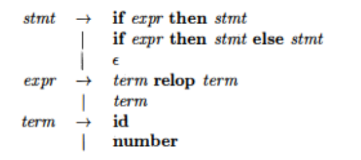 stmt → if expr then stmt
| if expr then stmt else stmt
| ϵ
expr → term relop term
| term
term → id
| number